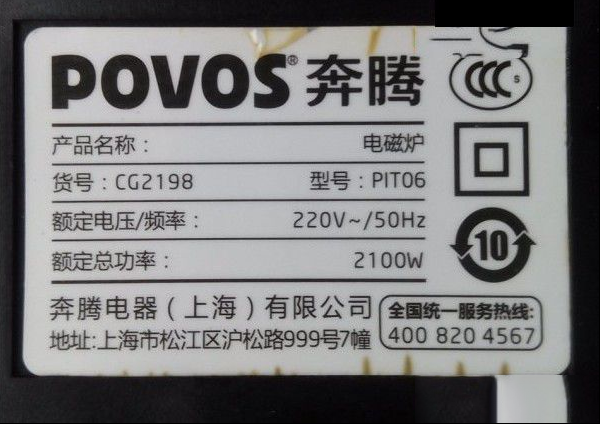 POVOS® 奔腾
产品名称： 电磁炉
货号：CG2198 型号：PIT06
额定电压/频率： 220V~/50Hz
额定总功率： 2100W
奔腾电器（上海）有限公司
地址:上海市松江区沪松路999号7幢
全国统一服务热线:
400 820 4567
CCC S
10